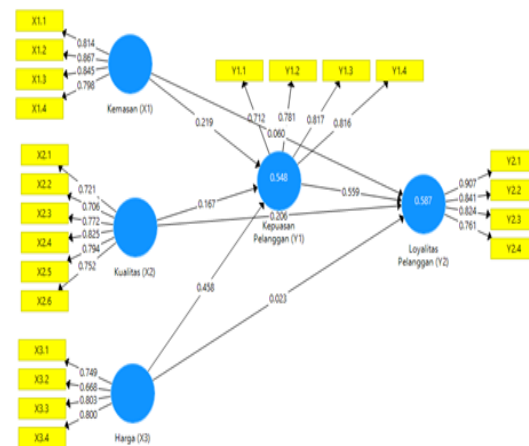 X1.1
X1.2
X1.3
X1.4
0.814
0.867
0.845
0.798
Kemasan (X1)
Y1.1
Y1.2
Y1.3
Y1.4
0.712
0.781
0.817
0.816
0.219
0.060
X2.1
X2.2
X2.3
X2.4
X2.5
X2.6
0.721
0.706
0.772
0.825
0.794
0.752
Kualitas (X2)
0.167
0.206
0.548
Kepuasan
Pelanggan (Y1)
0.559
0.587
Loyalitas
Pelanggan (Y2)
Y2.1
Y2.2
Y2.3
Y2.4
0.907
0.841
0.824
0.761
0.458
0.023
X3.1
X3.2
X3.3
X3.4
0.749
0.668
0.803
0.800
Harga (X3)